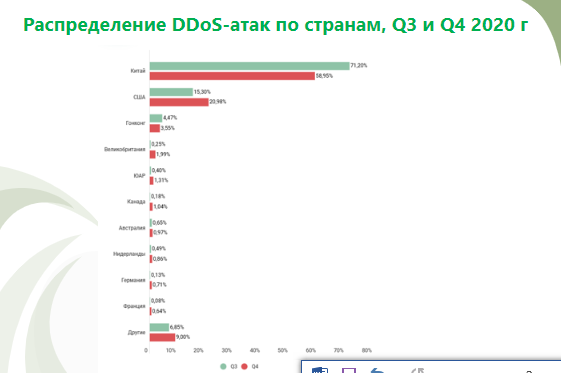 Распределение DDoS-атак по странам, Q3 и Q4 2020 г
Китай
71,20%
58,95%
США
15,30%
20,98%
Гонконг
4,47%
3,55%
Великобритания
0,25%
1,99%
ЮАР
0,40%
1,31%
Канада
0,18%
1,04%
Австралия
0,65%
0,97%
Нидерланды
0,49%
0,86%
Германия
0,13%
0,71%
Франция
0,08%
0,64%
Другие
6,85%
9,00%
0 10% 20% 30% 40% 50% 60% 70% 80%
Q3 Q4